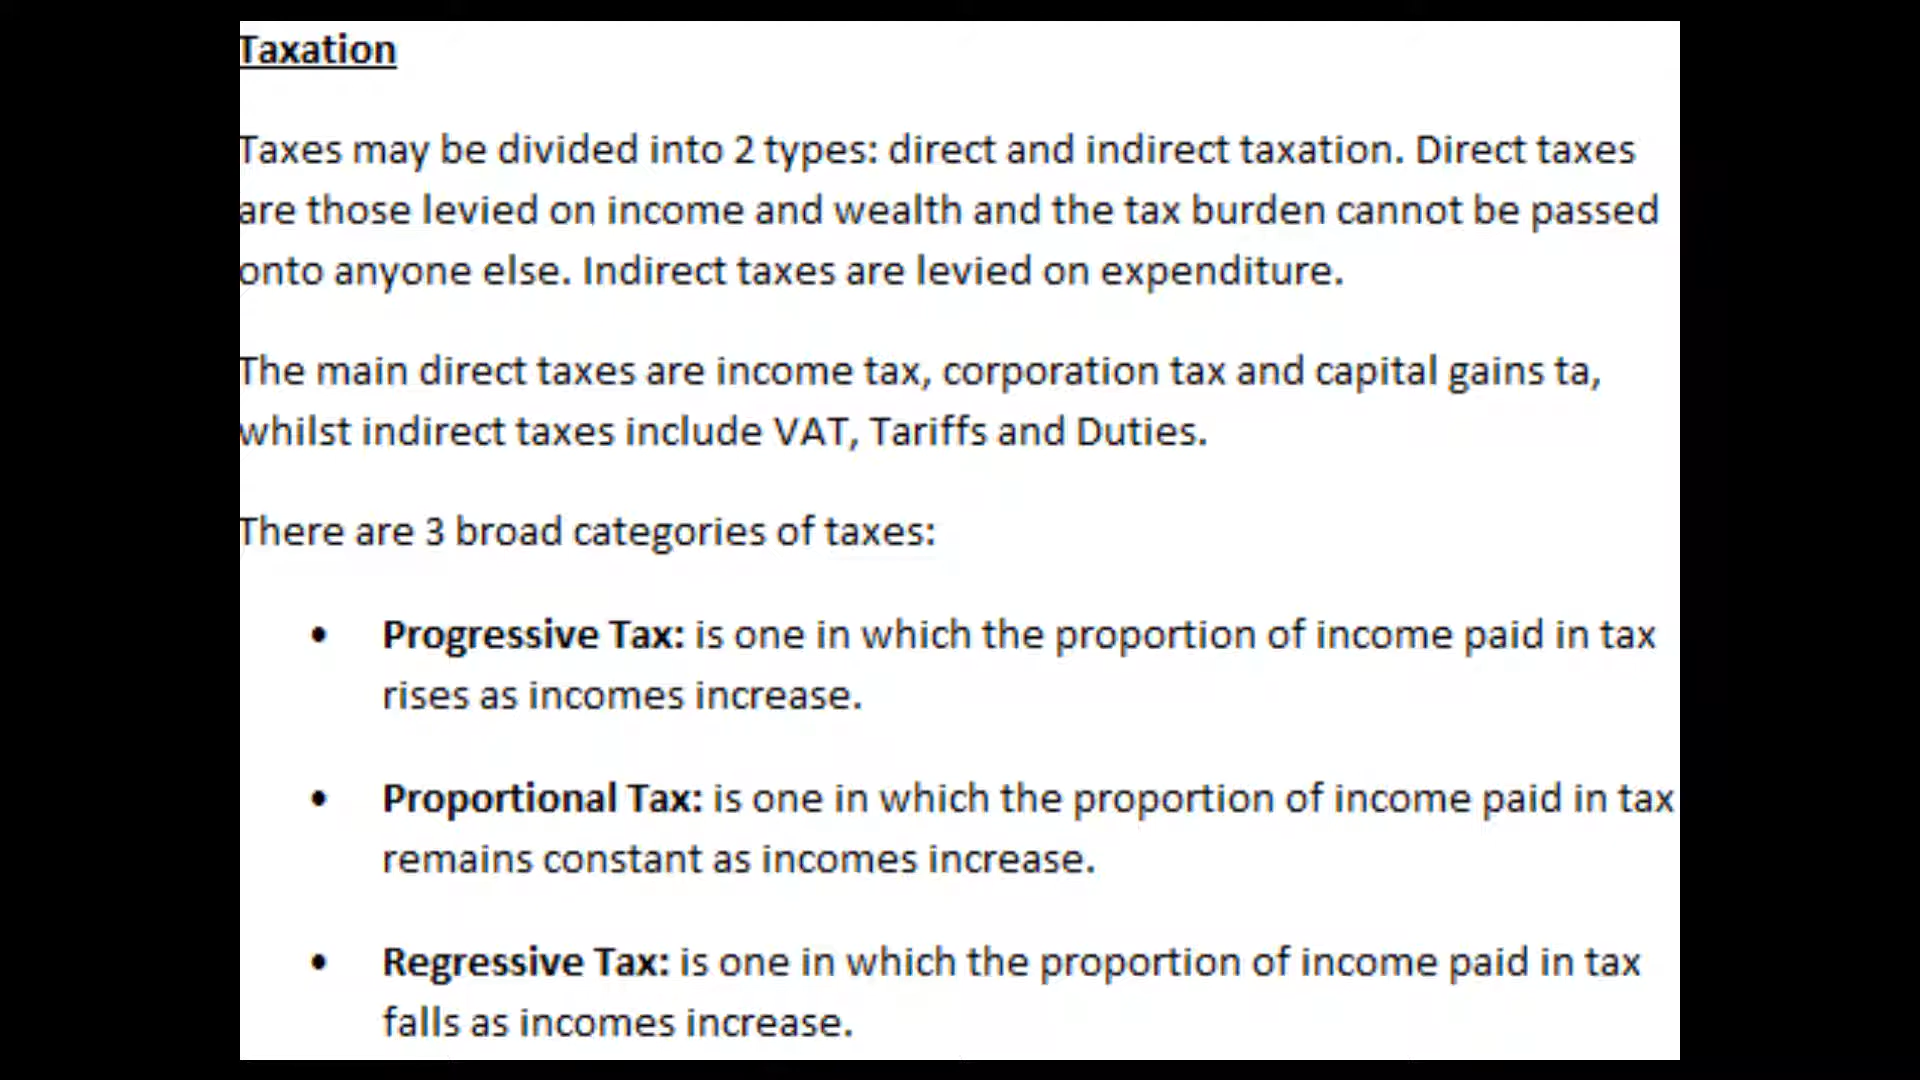 Taxation
Taxes may be divided into 2 types: direct and indirect taxation. Direct taxes
are those levied on income and wealth and the tax burden cannot be passed
onto anyone else. Indirect taxes are levied on expenditure.
The main direct taxes are income tax, corporation tax and capital gains ta,
whilst indirect taxes include VAT, Tariffs and Duties.
There are 3 broad categories of taxes:
• Progressive Tax: is one in which the proportion of income paid in tax
rises as incomes increase.
• Proportional Tax: is one in which the proportion of income paid in tax
remains constant as incomes increase.
• Regressive Tax: is one in which the proportion of income paid in tax
falls as incomes increase.